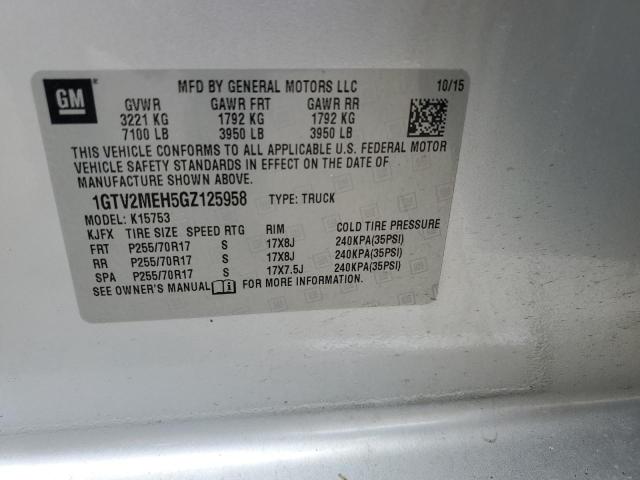 GM
MFD BY GENERAL MOTORS LLC 10/15
GVWR GAWR FRT GAWR RR
3221 KG 1792 KG 1792 KG
7100 LB 3950 LB 3950 LB
THIS VEHICLE CONFORMS TO ALL APPLICABLE U.S. FEDERAL MOTOR
VEHICLE SAFETY STANDARDS IN EFFECT ON THE DATE OF
MANUFACTURE SHOWN ABOVE.
1GTV2MEH5GZ125958 TYPE: TRUCK
MODEL: K15753
KJFX TIRE SIZE SPEED RTG RIM COLD TIRE PRESSURE
FRT P255/70R17 S 17X8J 240KPA(35PSI)
RR P255/70R17 S 17X8J 240KPA(35PSI)
SPA P255/70R17 S 17X7.5J 240KPA(35PSI)
SEE OWNER'S MANUAL FOR MORE INFORMATION.